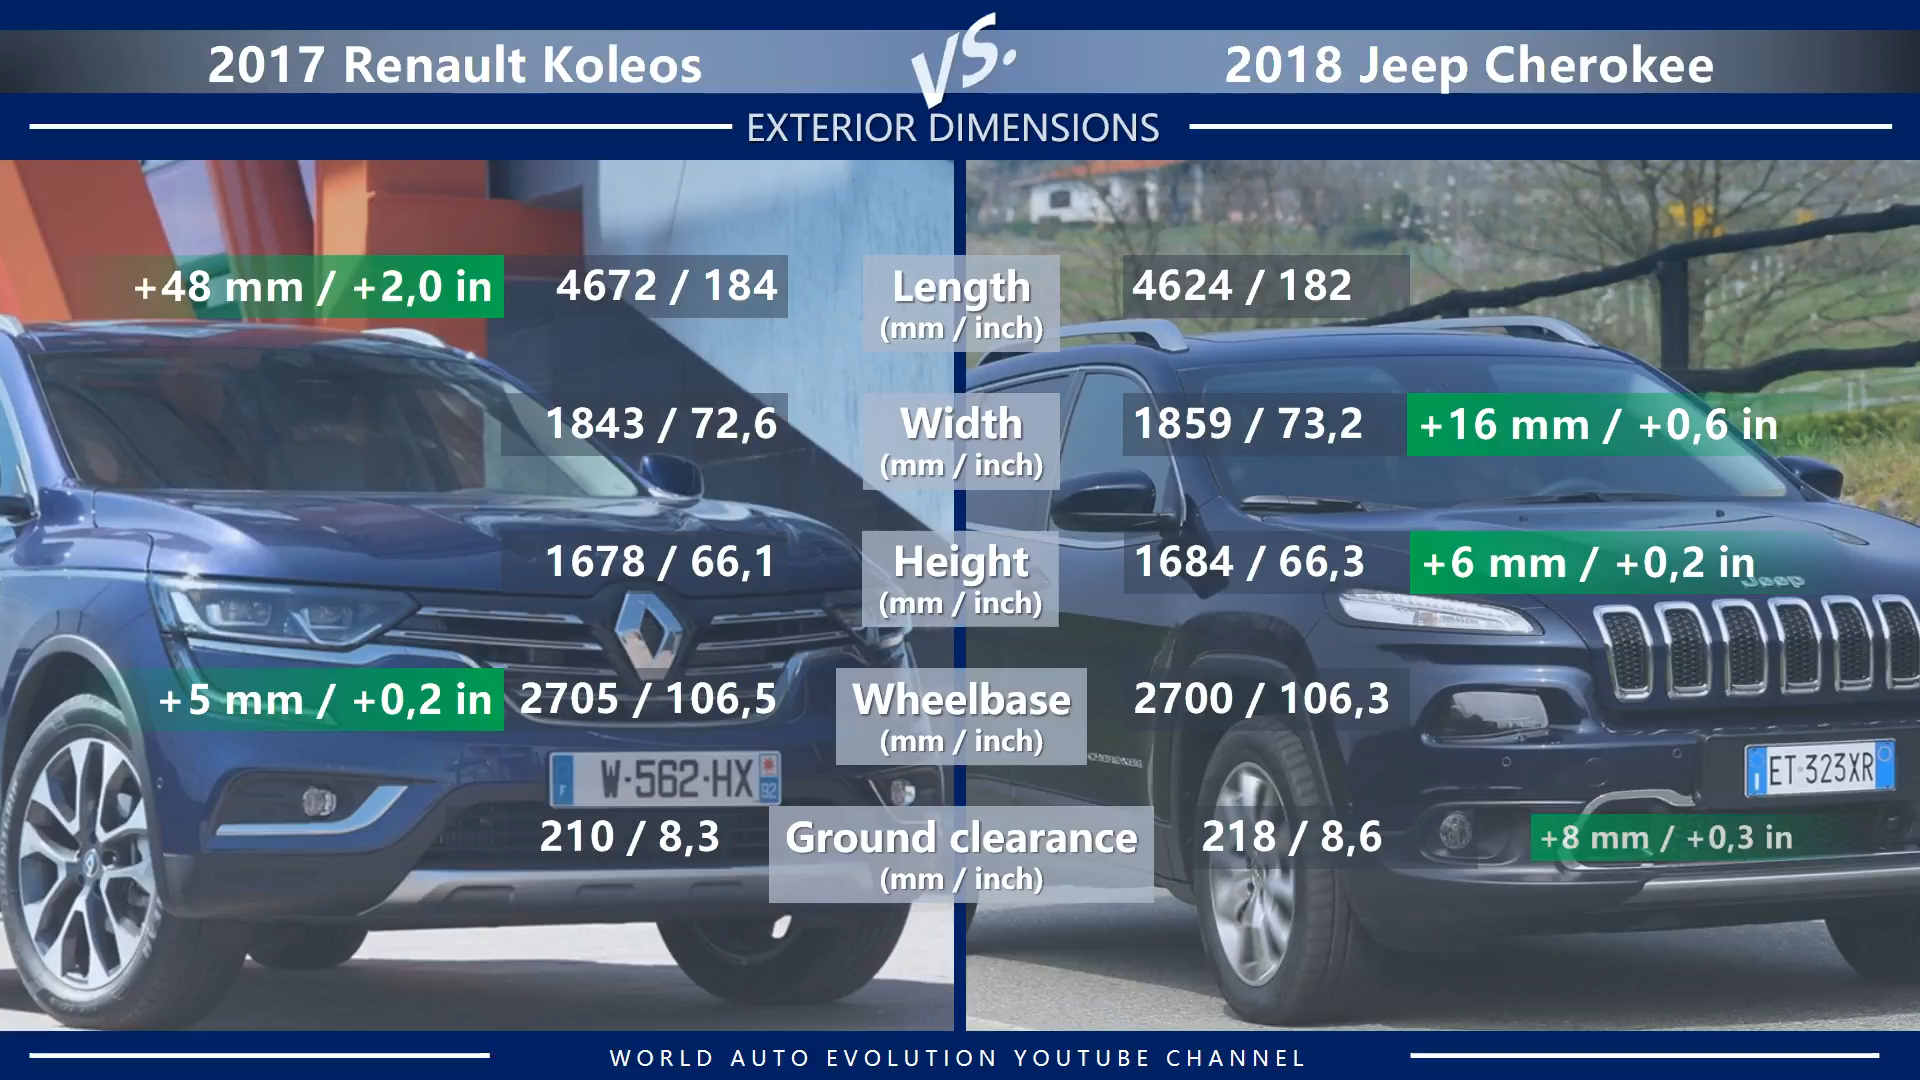 2017 Renault Koleos
VS.
2018 Jeep Cherokee
EXTERIOR DIMENSIONS
+48 mm / +2,0 in
4672 / 184
Length
(mm / inch)
4624 / 182
1843 / 72,6
Width
(mm / inch)
1859 / 73,2
+16 mm / +0,6 in
1678 / 66,1
Height
(mm / inch)
1684 / 66,3
+6 mm / +0,2 in
Jeep
+5 mm / +0,2 in
2705 / 106,5
Wheelbase
(mm / inch)
2700 / 106,3
W-562-HX
F
92
ET 323XR
I
210 / 8,3
Ground clearance
(mm / inch)
218 / 8,6
+8 mm / +0,3 in
WORLD AUTO EVOLUTION YOUTUBE CHANNEL